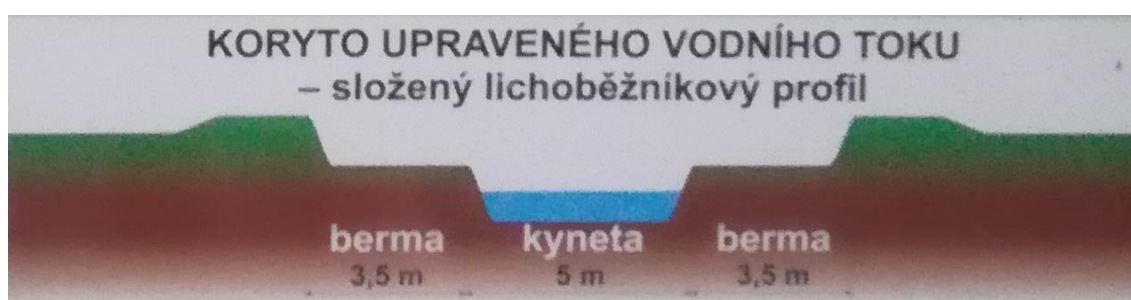 KORYTO UPRAVENÉHO VODNÍHO TOKU
– složený lichoběžníkový profil
berma kyneta berma
3,5 m 5 m 3,5 m